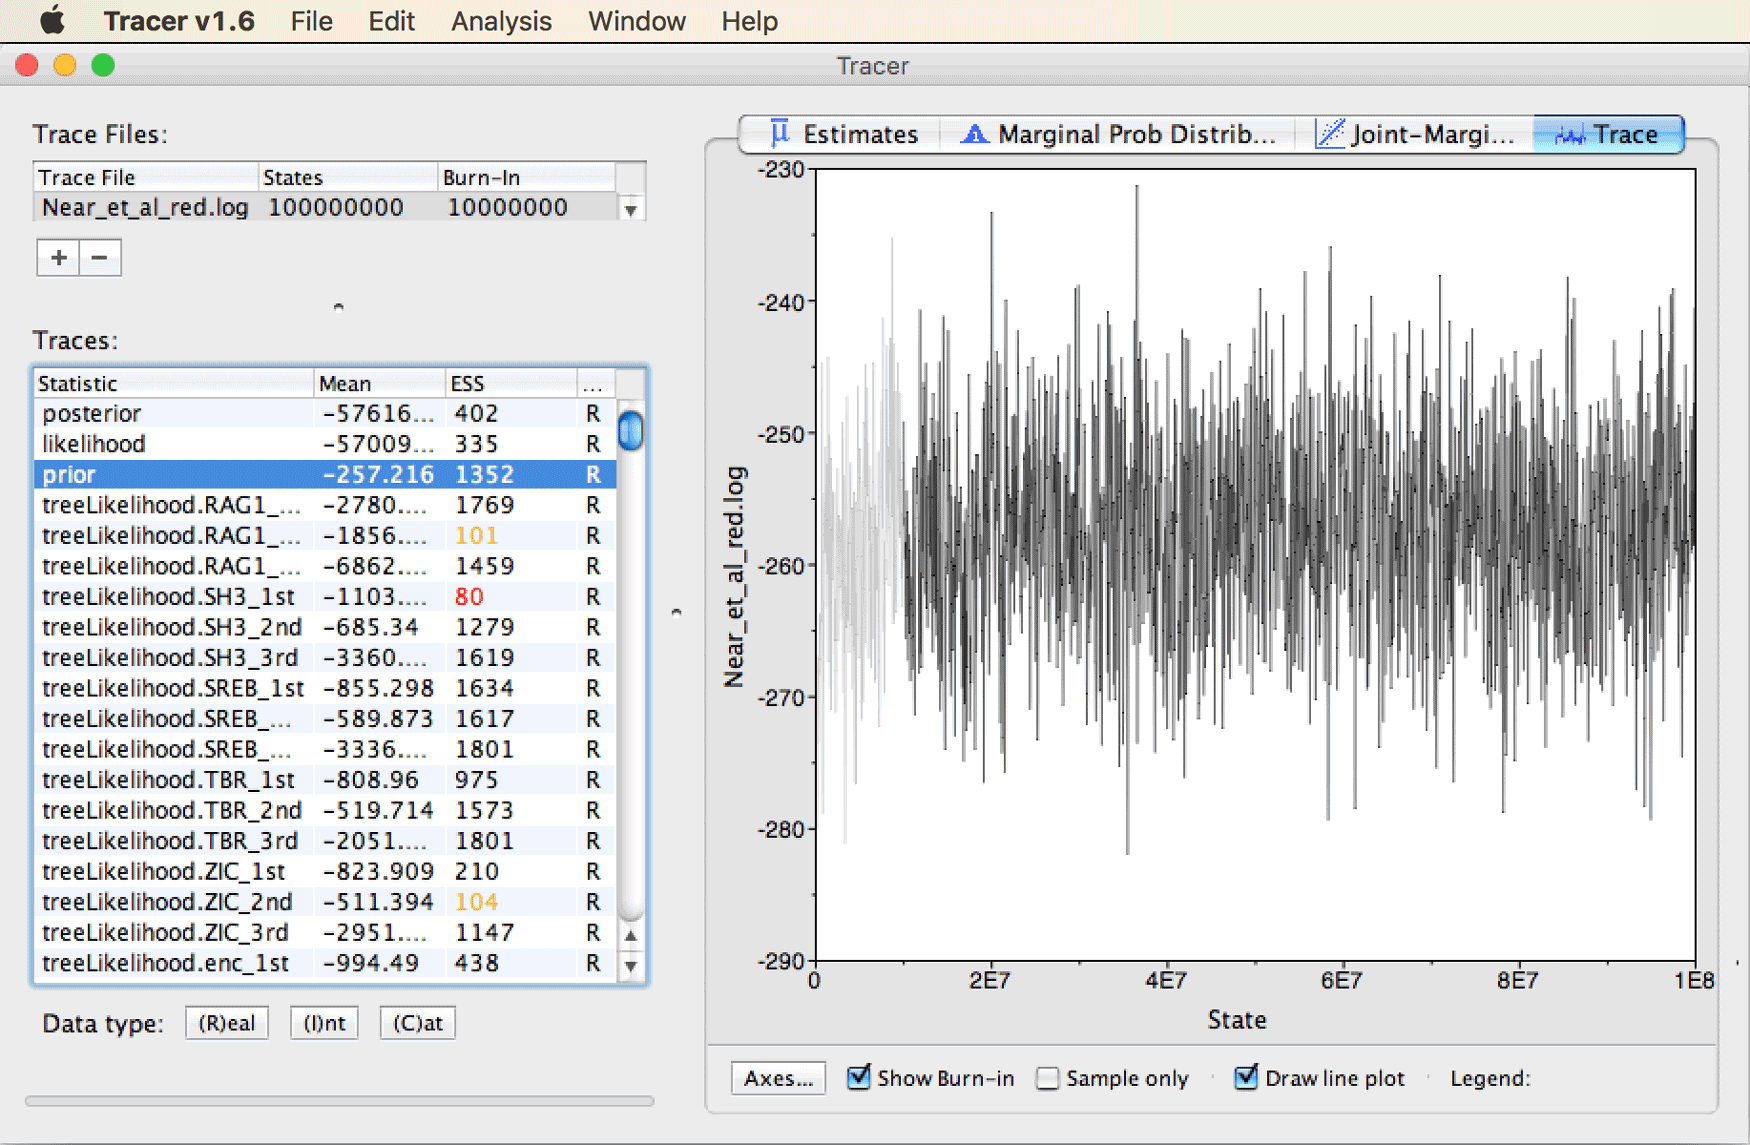 Tracer v1.6 File Edit Analysis Window Help
Tracer
Trace Files:
Trace File States Burn-In
Near_et_al_red.log 100000000 10000000
+ −
Traces:
Statistic Mean ESS ...
posterior -57616... 402 R
likelihood -57009... 335 R
prior -257.216 1352 R
treeLikelihood.RAG1_... -2780.... 1769 R
treeLikelihood.RAG1_... -1856.... 101 R
treeLikelihood.RAG1_... -6862.... 1459 R
treeLikelihood.SH3_1st -1103.... 80 R
treeLikelihood.SH3_2nd -685.34 1279 R
treeLikelihood.SH3_3rd -3360.... 1619 R
treeLikelihood.SREB_1st -855.298 1634 R
treeLikelihood.SREB_... -589.873 1617 R
treeLikelihood.SREB_... -3336.... 1801 R
treeLikelihood.TBR_1st -808.96 975 R
treeLikelihood.TBR_2nd -519.714 1573 R
treeLikelihood.TBR_3rd -2051.... 1801 R
treeLikelihood.ZIC_1st -823.909 210 R
treeLikelihood.ZIC_2nd -511.394 104 R
treeLikelihood.ZIC_3rd -2951.... 1147 R
treeLikelihood.enc_1st -994.49 438 R
Data type: (R)eal (I)nt (C)at
Estimates Marginal Prob Distrib... Joint-Margi... Trace
-230
-240
-250
-260
-270
-280
-290
Near_et_al_red.log
0 2E7 4E7 6E7 8E7 1E8
State
Axes... Show Burn-in Sample only Draw line plot Legend: